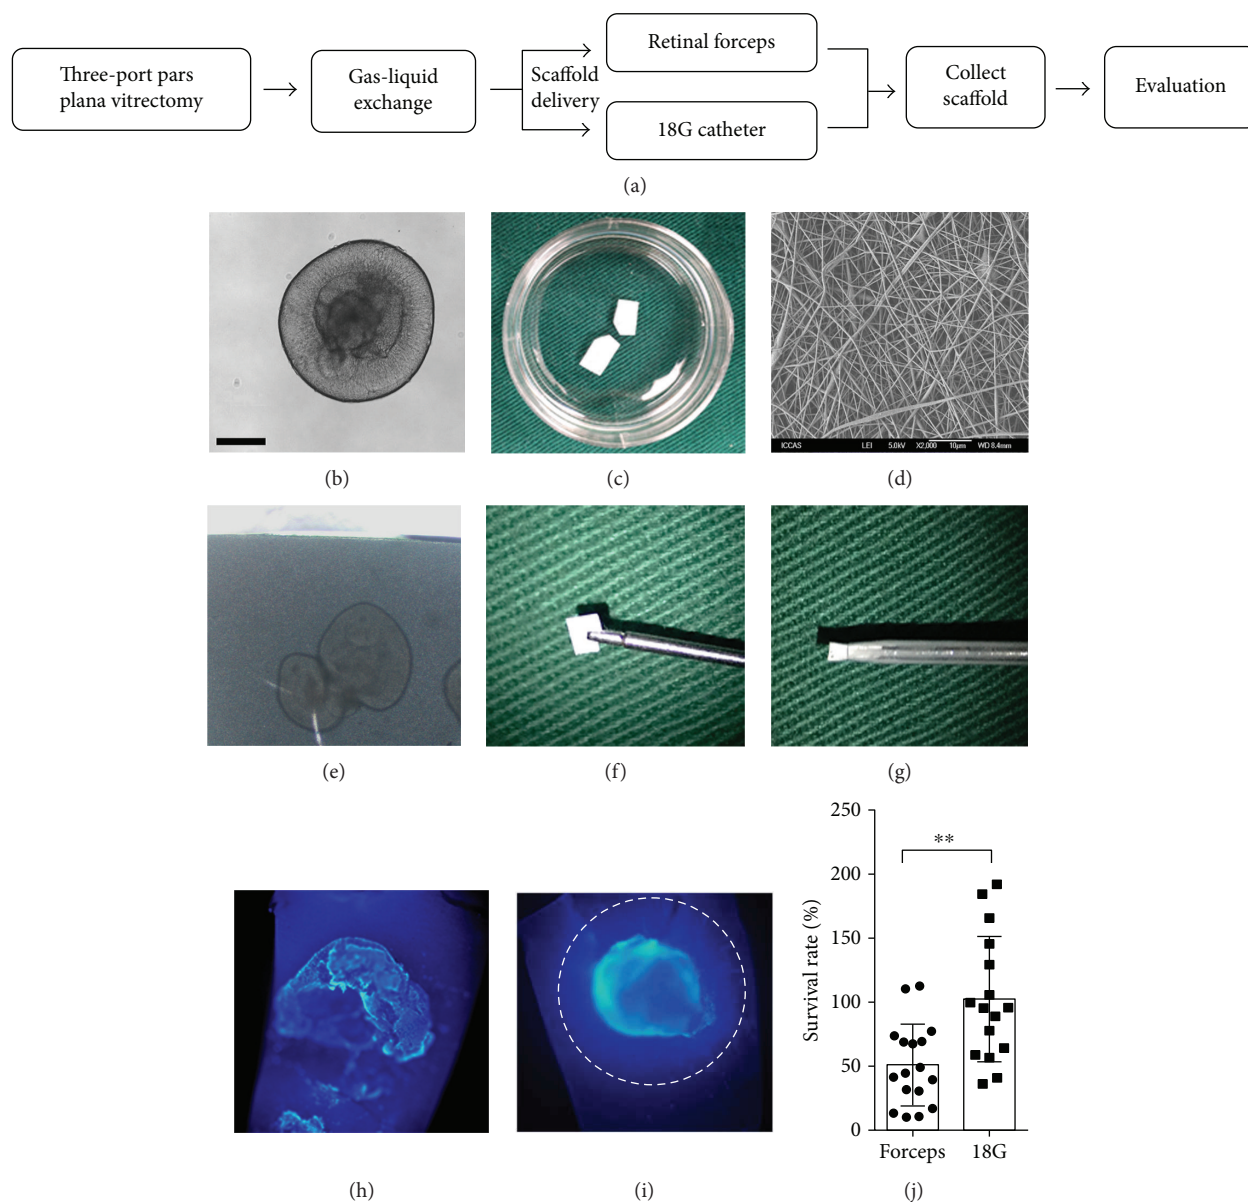 Three-port pars
plana vitrectomy
Gas-liquid
exchange
Scaffold
delivery
Retinal forceps
18G catheter
Collect
scaffold
Evaluation
(a)
(b)
(c)
ICCAS LEI 5.0kV X2,000 10μm WD 8.4mm
(d)
(e)
(f)
(g)
(h)
(i)
250
200
150
100
50
0
Survival rate (%)
**
Forceps 18G
(j)